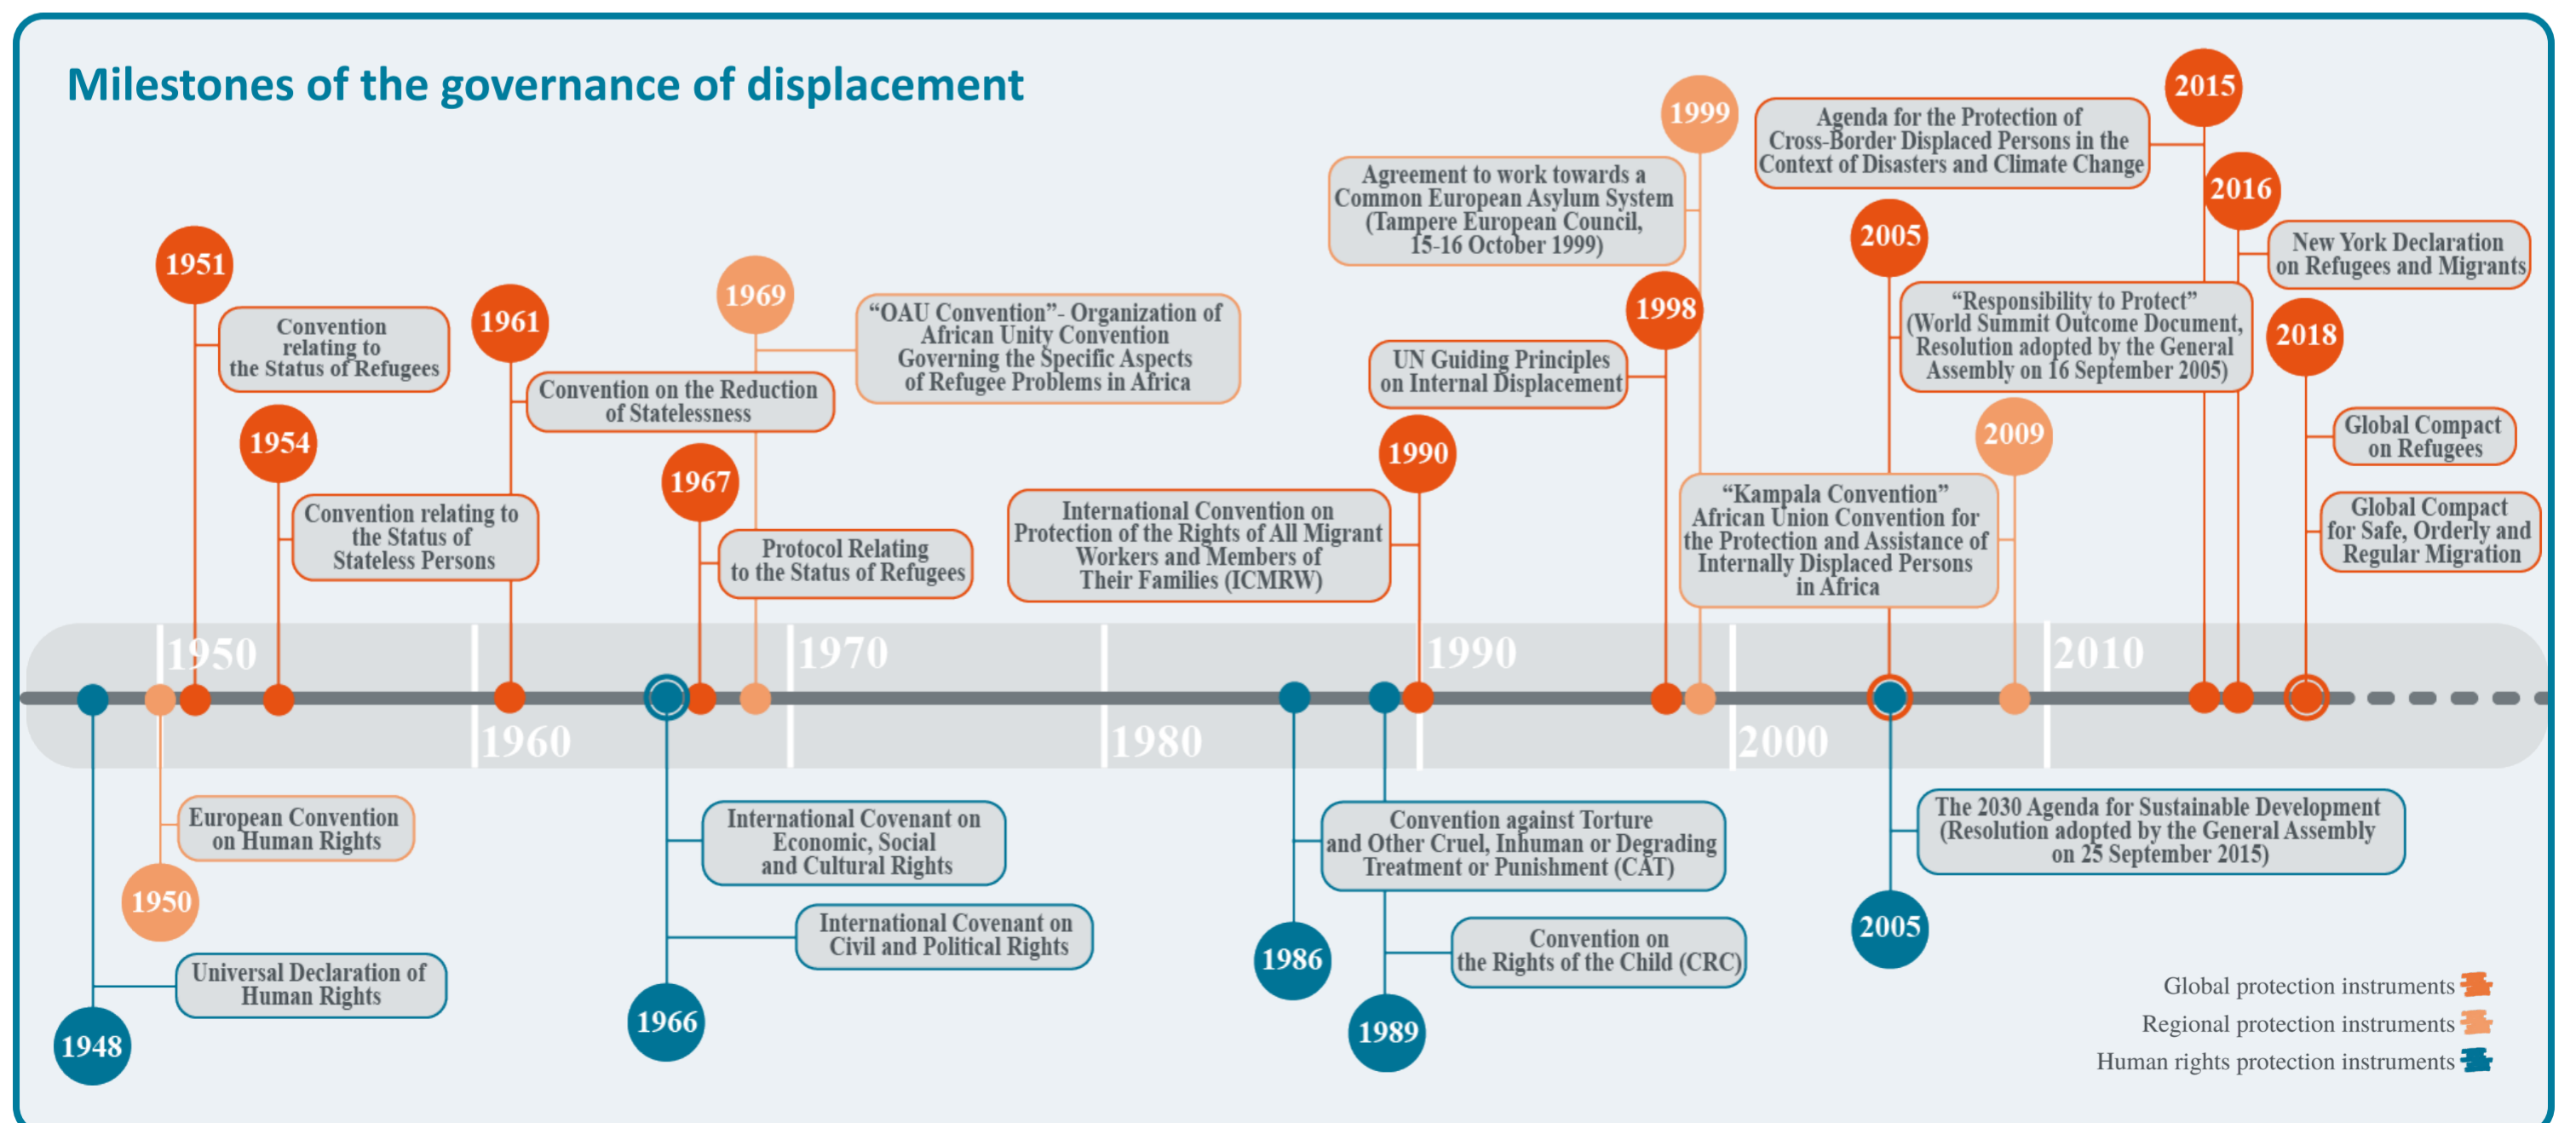 Milestones of the governance of displacement
1951
Convention
relating to
the Status of Refugees
1954
Convention relating to
the Status of
Stateless Persons
1961
Convention on the Reduction
of Statelessness
1967
Protocol Relating
to the Status of Refugees
1969
“OAU Convention”- Organization of
African Unity Convention
Governing the Specific Aspects
of Refugee Problems in Africa
1990
International Convention on
Protection of the Rights of All Migrant
Workers and Members of
Their Families (ICMRW)
1998
UN Guiding Principles
on Internal Displacement
1999
Agreement to work towards a
Common European Asylum System
(Tampere European Council,
15-16 October 1999)
2005
“Responsibility to Protect”
(World Summit Outcome Document,
Resolution adopted by the General
Assembly on 16 September 2005)
2009
“Kampala Convention”
African Union Convention for
the Protection and Assistance of
Internally Displaced Persons
in Africa
2015
Agenda for the Protection of
Cross-Border Displaced Persons in the
Context of Disasters and Climate Change
2016
New York Declaration
on Refugees and Migrants
2018
Global Compact
on Refugees
Global Compact
for Safe, Orderly and
Regular Migration
1950
1960
1970
1980
1990
2000
2010
European Convention
on Human Rights
1950
Universal Declaration of
Human Rights
1948
International Covenant on
Economic, Social
and Cultural Rights
International Covenant on
Civil and Political Rights
1966
Convention against Torture
and Other Cruel, Inhuman or Degrading
Treatment or Punishment (CAT)
1986
Convention on
the Rights of the Child (CRC)
1989
The 2030 Agenda for Sustainable Development
(Resolution adopted by the General Assembly
on 25 September 2015)
2005
Global protection instruments
Regional protection instruments
Human rights protection instruments